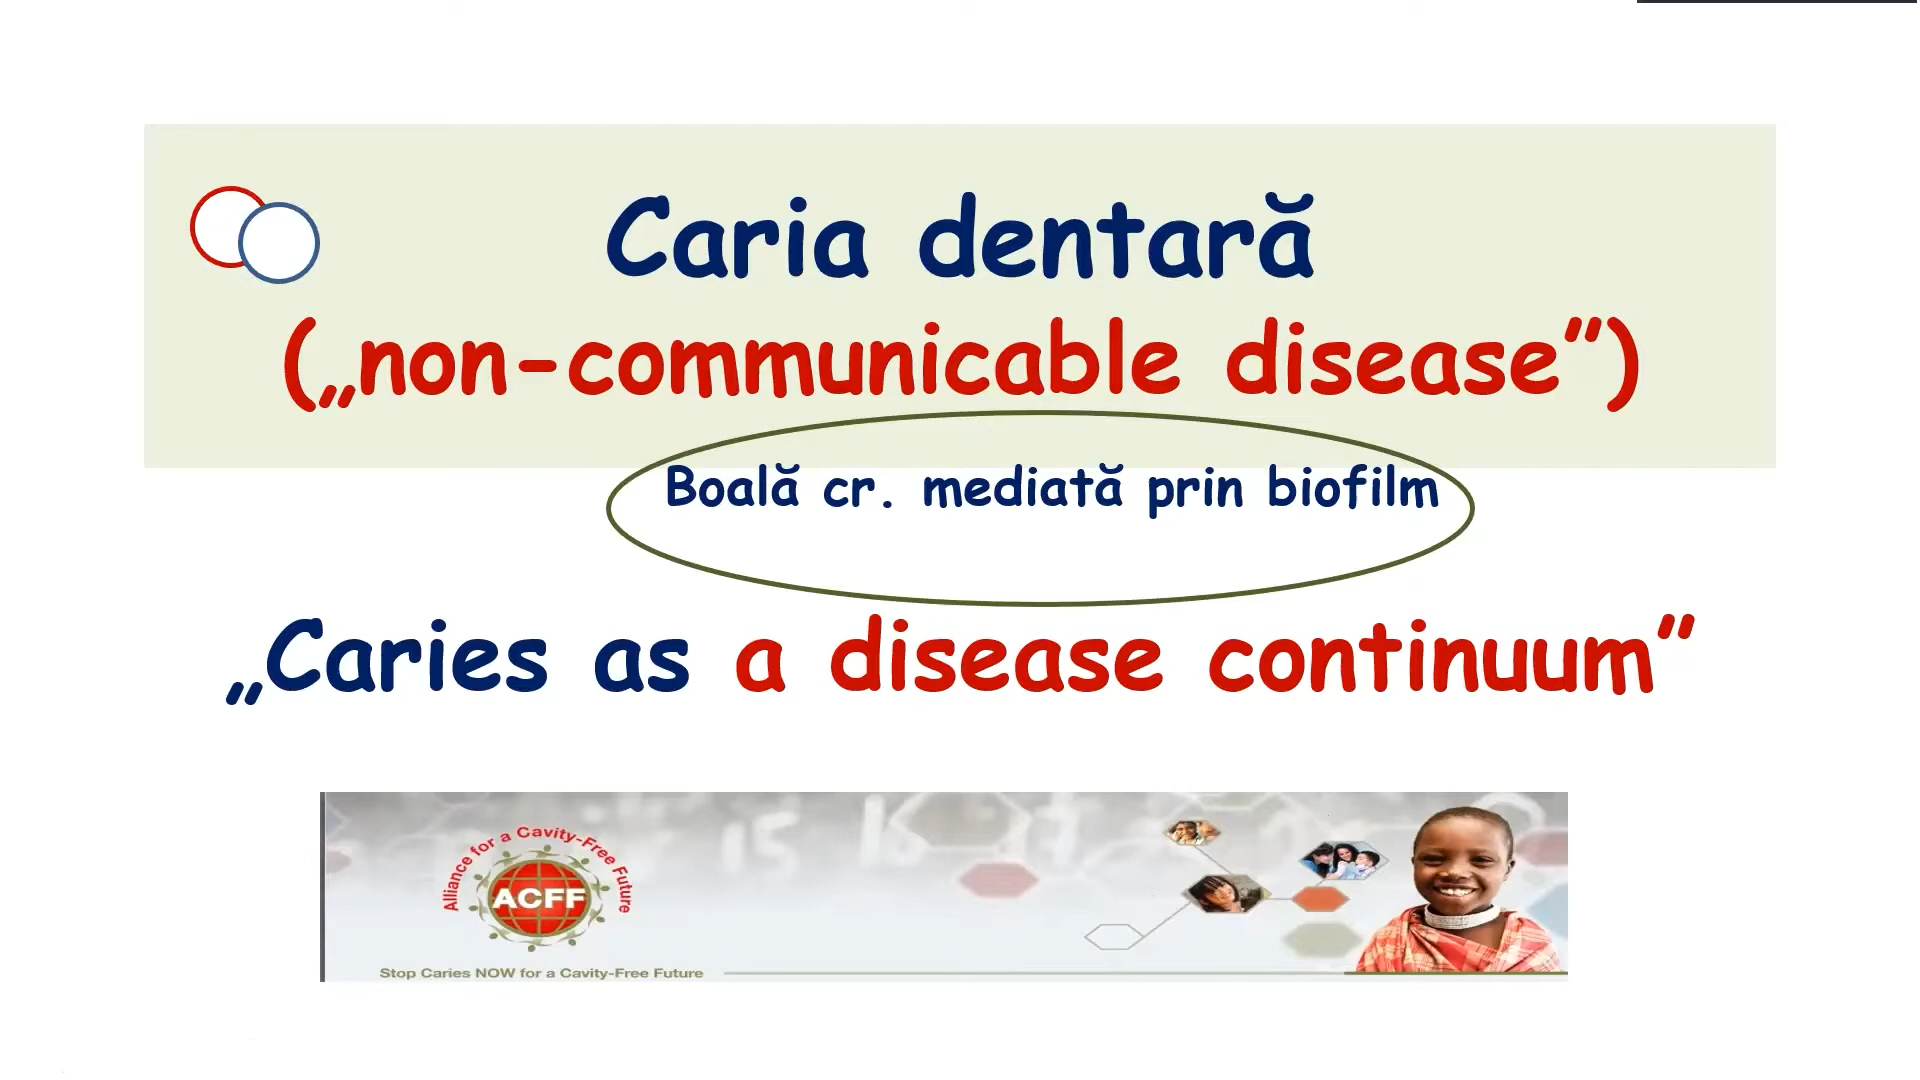 Caria dentară
(„non-communicable disease”)
Boală cr. mediată prin biofilm
„Caries as a disease continuum”
Alliance for a Cavity-Free Future
ACFF
Stop Caries NOW for a Cavity-Free Future